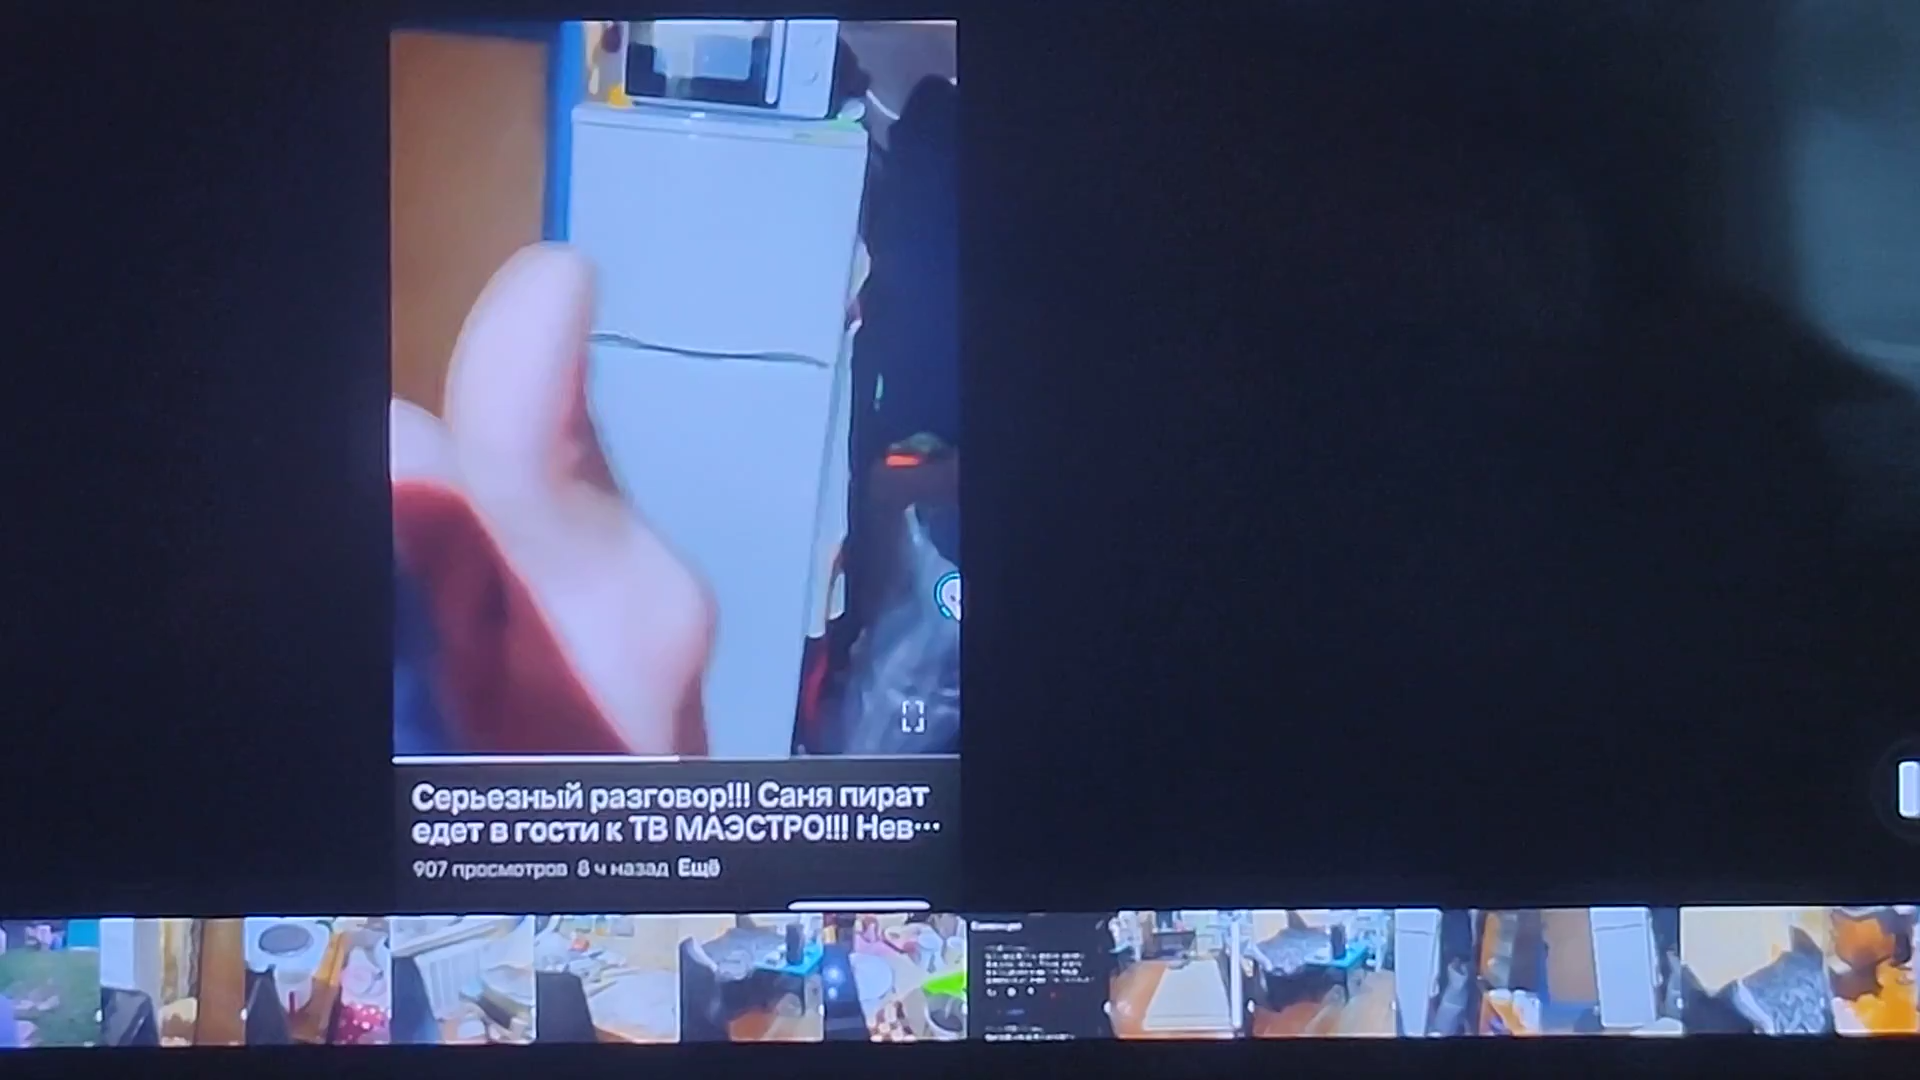 Серьезный разговор!!! Саня пират
едет в гости к ТВ МАЭСТРО!!! Нев...
907 просмотров 8 ч назад Ещё